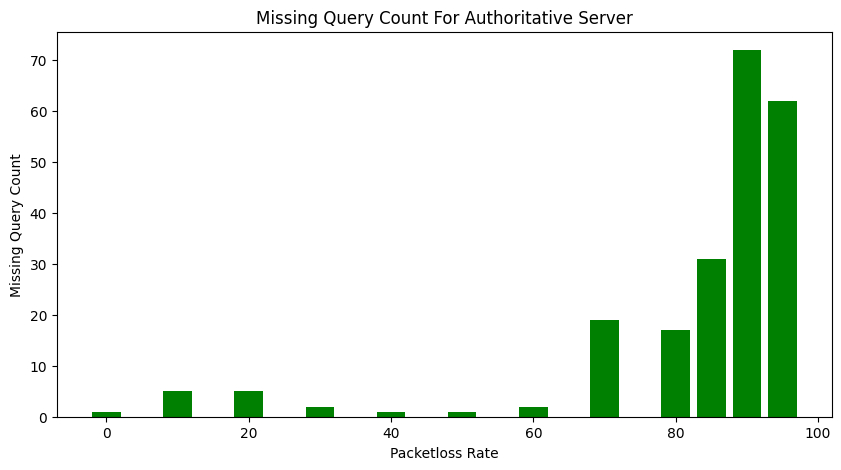 Missing Query Count For Authoritative Server
70
60
50
40
30
20
10
0
Missing Query Count
0 20 40 60 80 100
Packetloss Rate